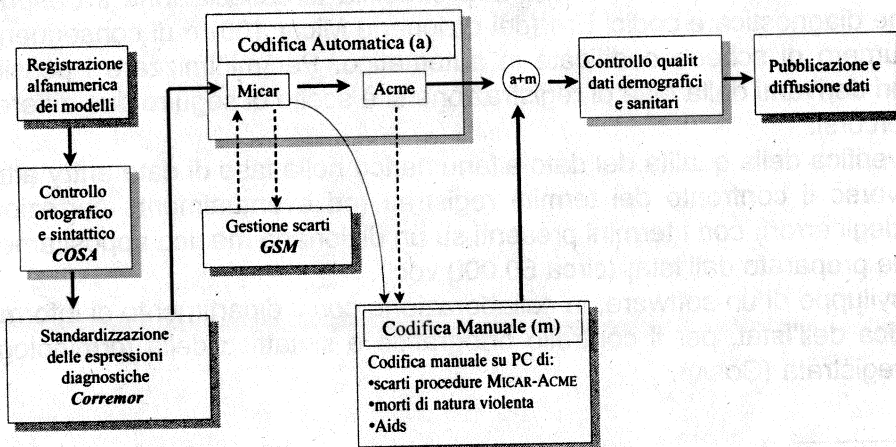 Registrazione
alfanumerica
dei modelli
Controllo
ortografico
e sintattico
COSA
Standardizzazione
delle espressioni
diagnostiche
Corremor
Codifica Automatica (a)
Micar
Acme
Gestione scarti
GSM
Codifica Manuale (m)
Codifica manuale su PC di:
•scarti procedure MICAR-ACME
•morti di natura violenta
•Aids
a+m
Controllo qualit
dati demografici
e sanitari
Pubblicazione e
diffusione dati